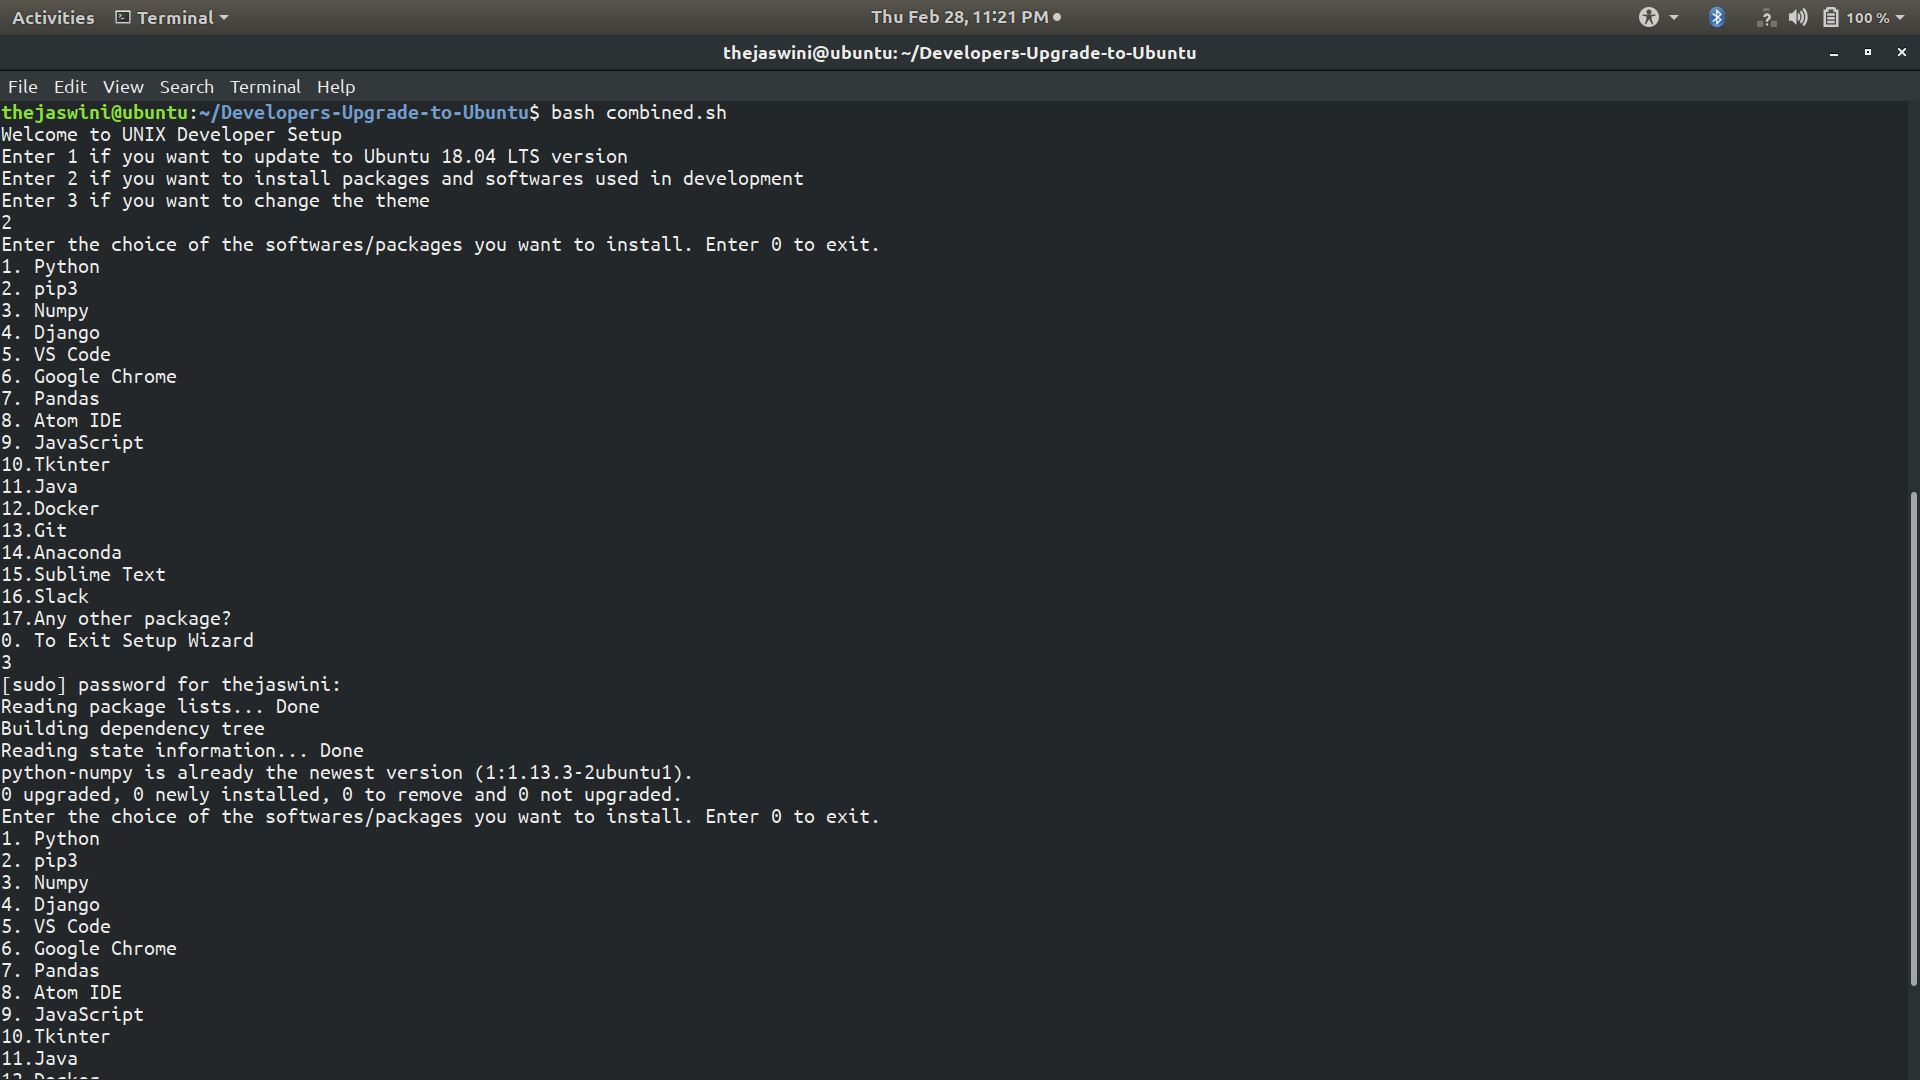 Activities Terminal Thu Feb 28, 11:21 PM 100 %
thejaswini@ubuntu: ~/Developers-Upgrade-to-Ubuntu
File Edit View Search Terminal Help
thejaswini@ubuntu:~/Developers-Upgrade-to-Ubuntu$ bash combined.sh
Welcome to UNIX Developer Setup
Enter 1 if you want to update to Ubuntu 18.04 LTS version
Enter 2 if you want to install packages and softwares used in development
Enter 3 if you want to change the theme
2
Enter the choice of the softwares/packages you want to install. Enter 0 to exit.
1. Python
2. pip3
3. Numpy
4. Django
5. VS Code
6. Google Chrome
7. Pandas
8. Atom IDE
9. JavaScript
10.Tkinter
11.Java
12.Docker
13.Git
14.Anaconda
15.Sublime Text
16.Slack
17.Any other package?
0. To Exit Setup Wizard
3
[sudo] password for thejaswini:
Reading package lists... Done
Building dependency tree
Reading state information... Done
python-numpy is already the newest version (1:1.13.3-2ubuntu1).
0 upgraded, 0 newly installed, 0 to remove and 0 not upgraded.
Enter the choice of the softwares/packages you want to install. Enter 0 to exit.
1. Python
2. pip3
3. Numpy
4. Django
5. VS Code
6. Google Chrome
7. Pandas
8. Atom IDE
9. JavaScript
10.Tkinter
11.Java
12.Docker